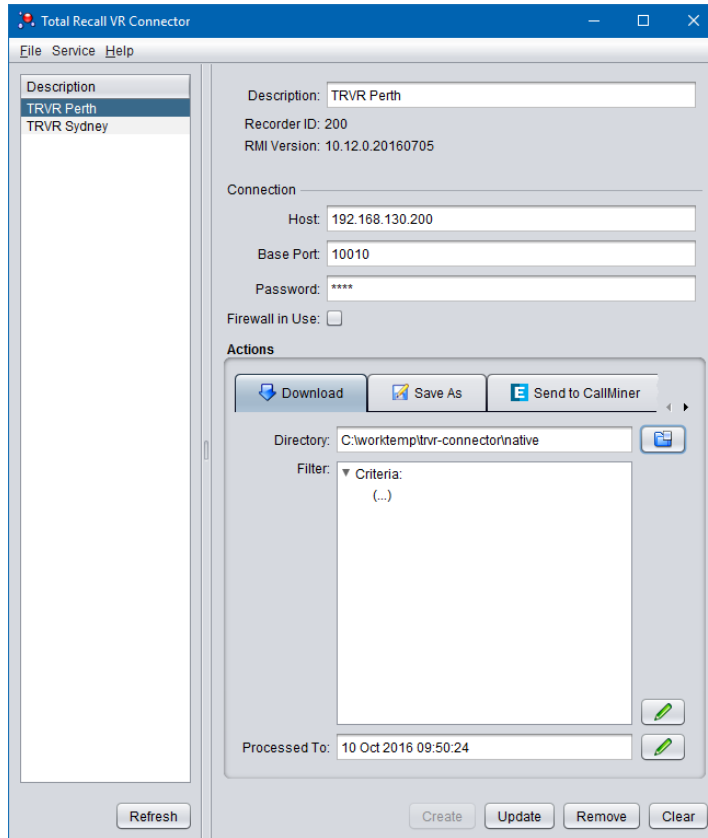 Total Recall VR Connector
File Service Help
Description
TRVR Perth
TRVR Sydney
Refresh
Description: TRVR Perth
Recorder ID: 200
RMI Version: 10.12.0.20160705
Connection
Host: 192.168.130.200
Base Port: 10010
Password: ****
Firewall in Use:
Actions
Download Save As E Send to CallMiner
Directory: C:\worktemp\trvr-connector\native
Filter: Criteria:
(...)
Processed To: 10 Oct 2016 09:50:24
Create Update Remove Clear